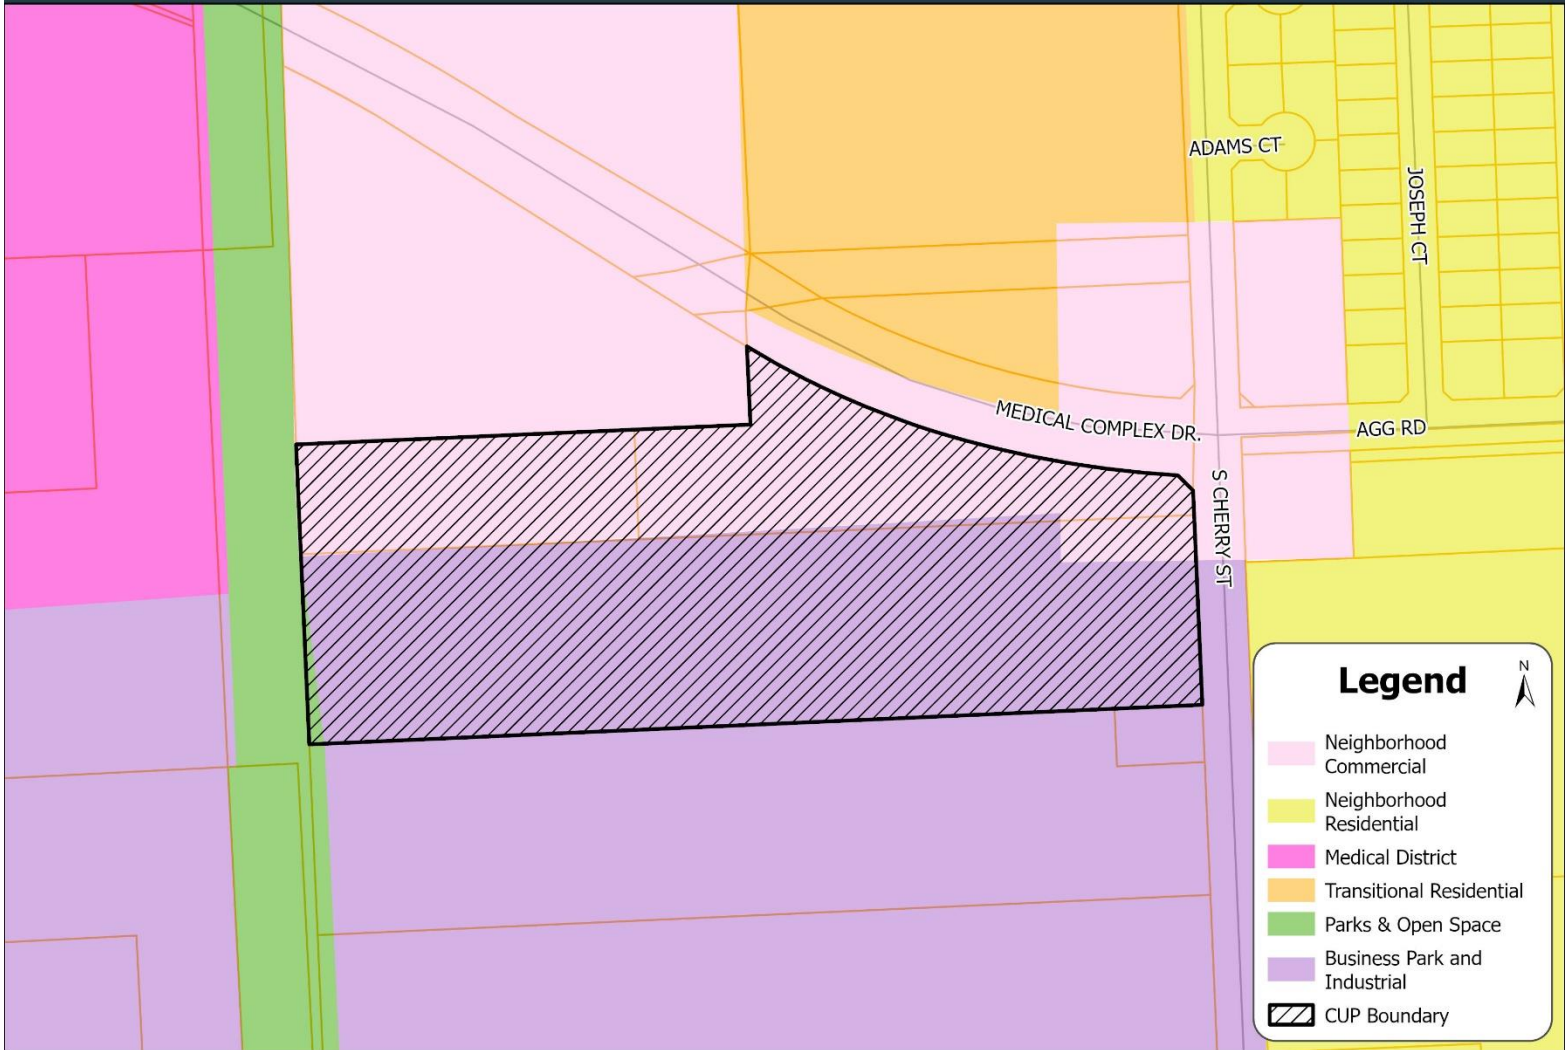 ADAMS CT
JOSEPH CT
MEDICAL COMPLEX DR.
AGG RD
S CHERRY ST
Legend
N
Neighborhood
Commercial
Neighborhood
Residential
Medical District
Transitional Residential
Parks & Open Space
Business Park and
Industrial
CUP Boundary